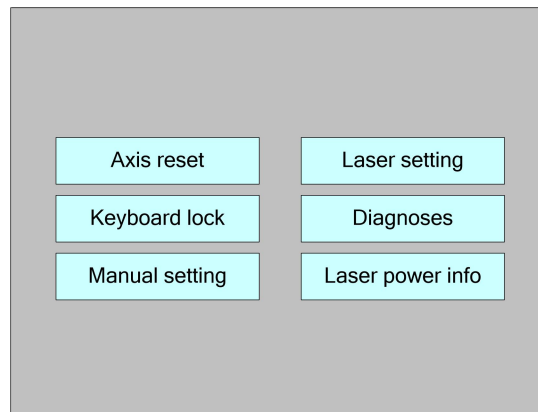 Axis reset
Laser setting
Keyboard lock
Diagnoses
Manual setting
Laser power info